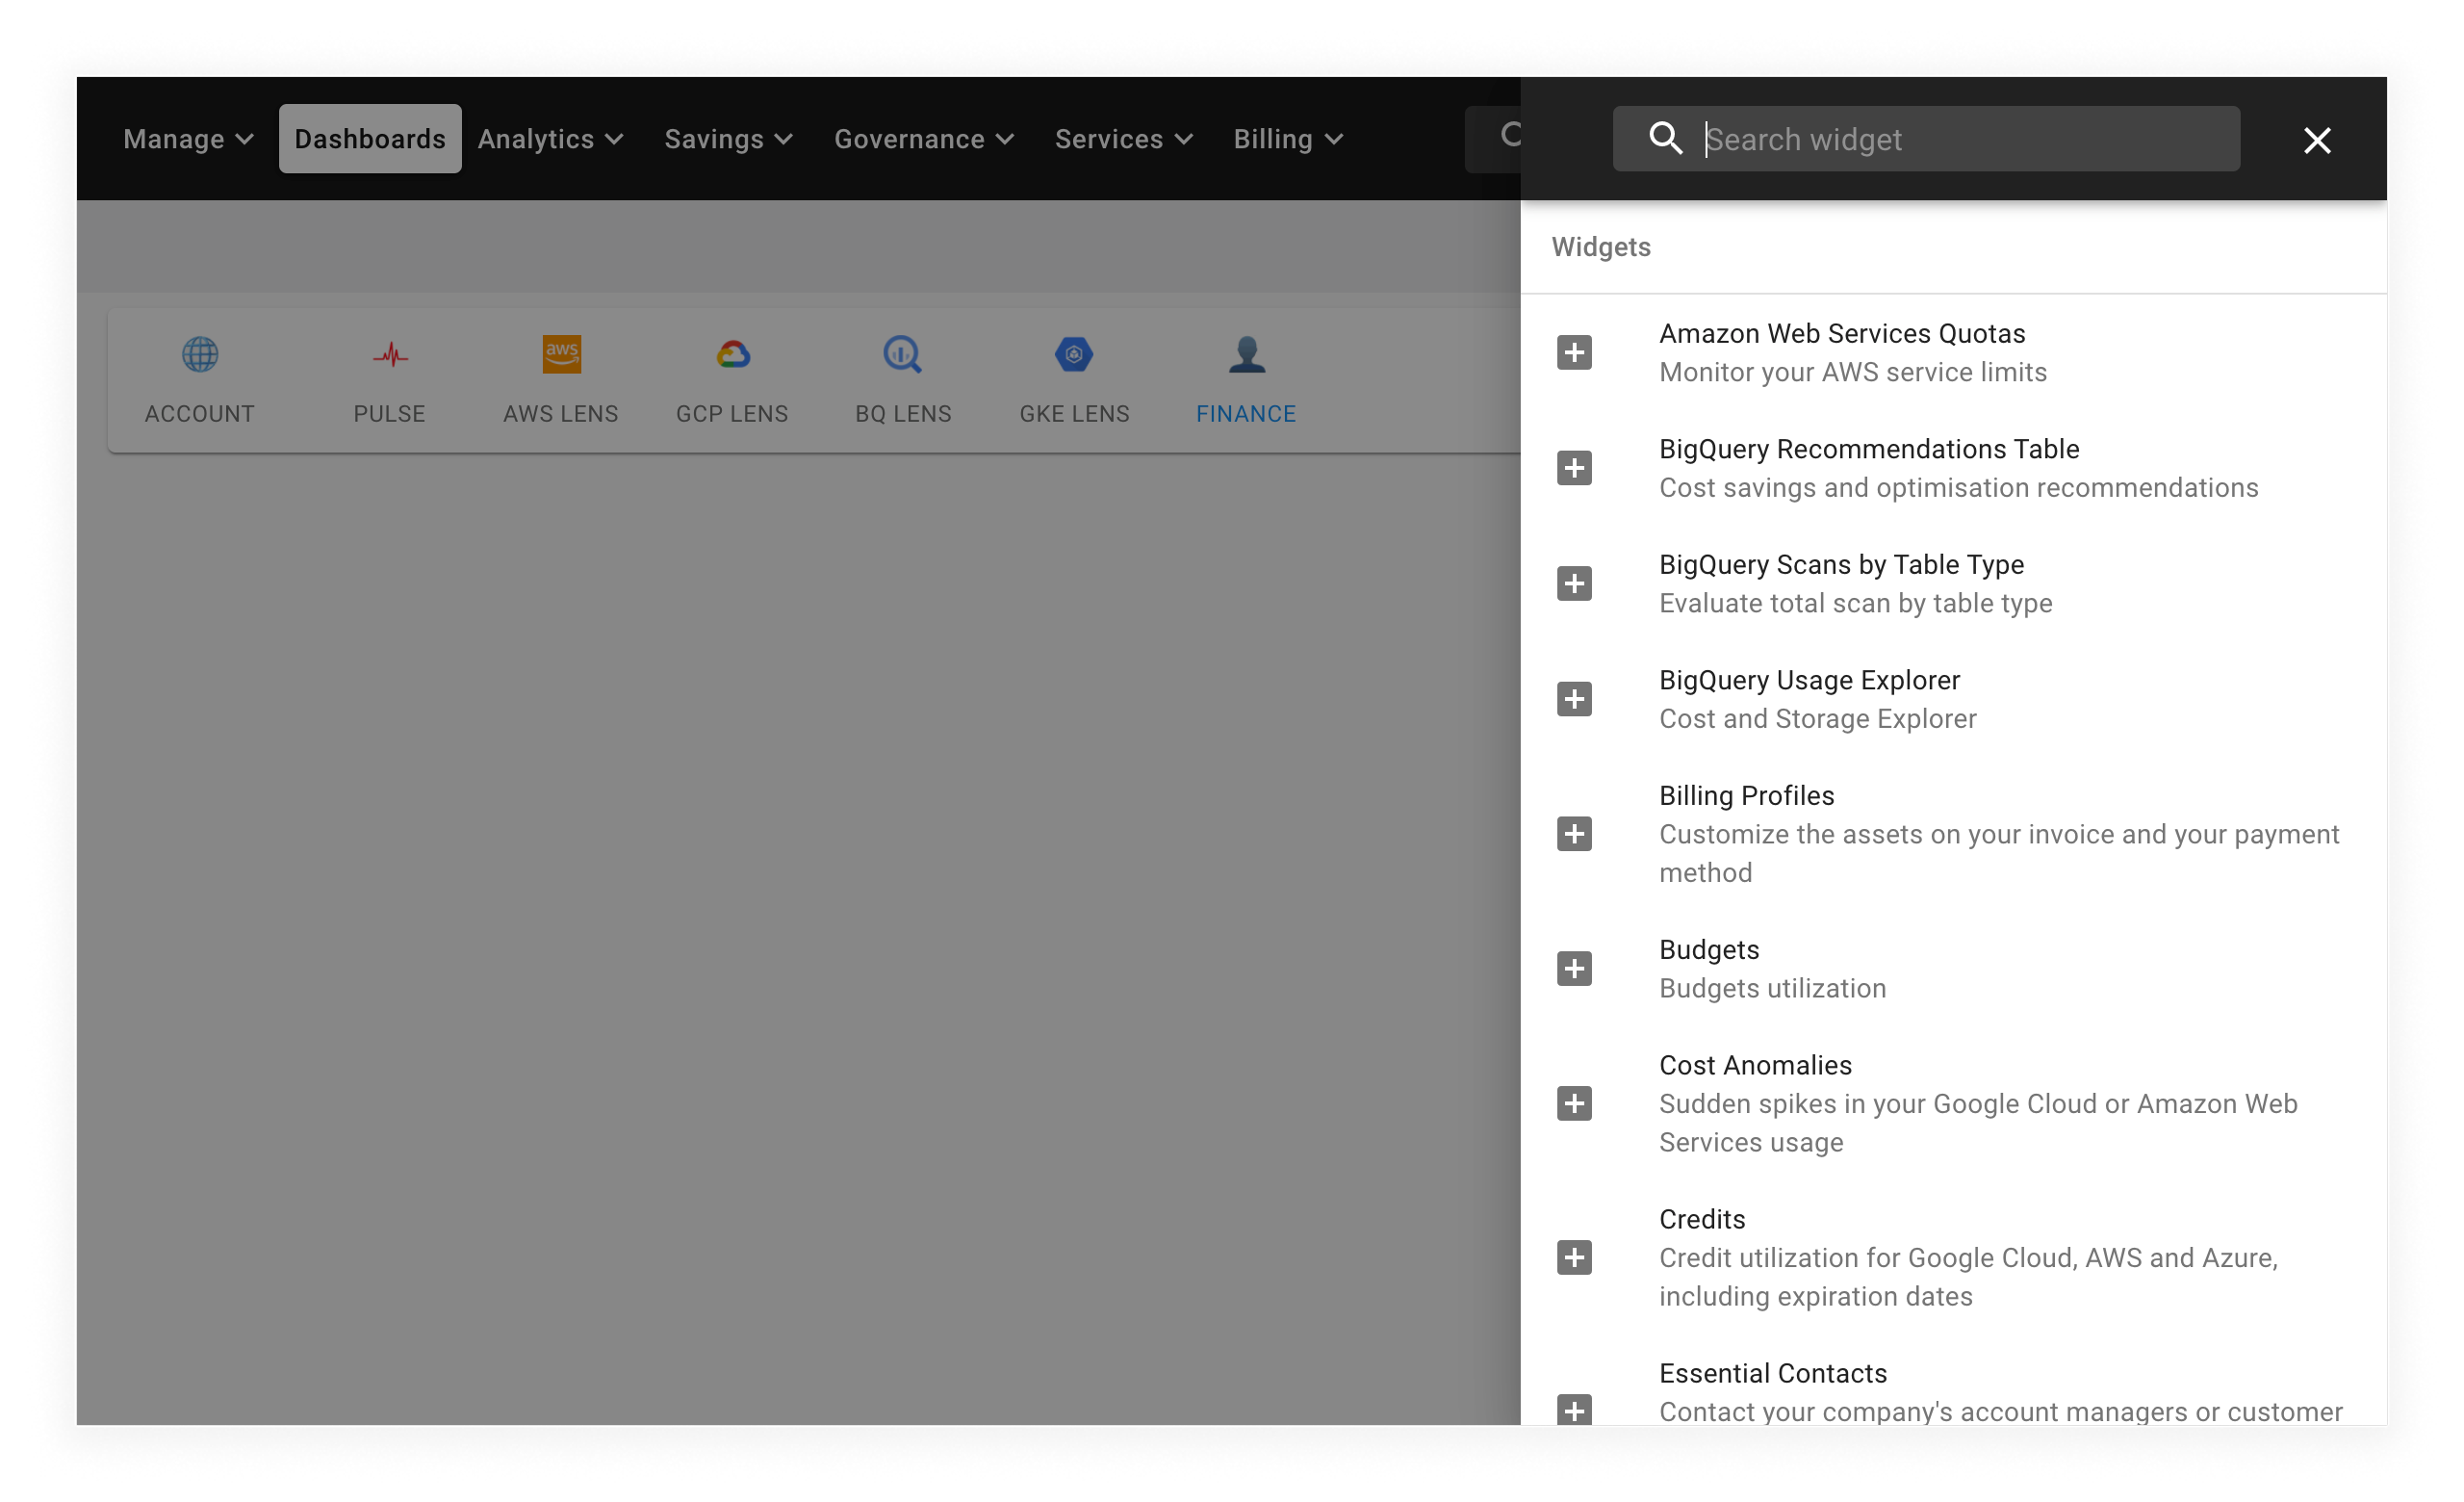 Manage
Dashboards
Analytics
Savings
Governance
Services
Billing
Search widget
Widgets
aws
ACCOUNT
PULSE
AWS LENS
GCP LENS
BQ LENS
GKE LENS
FINANCE
Amazon Web Services Quotas
Monitor your AWS service limits
BigQuery Recommendations Table
Cost savings and optimisation recommendations
BigQuery Scans by Table Type
Evaluate total scan by table type
BigQuery Usage Explorer
Cost and Storage Explorer
Billing Profiles
Customize the assets on your invoice and your payment
method
Budgets
Budgets utilization
Cost Anomalies
Sudden spikes in your Google Cloud or Amazon Web
Services usage
Credits
Credit utilization for Google Cloud, AWS and Azure,
including expiration dates
Essential Contacts
Contact your company's account managers or customer